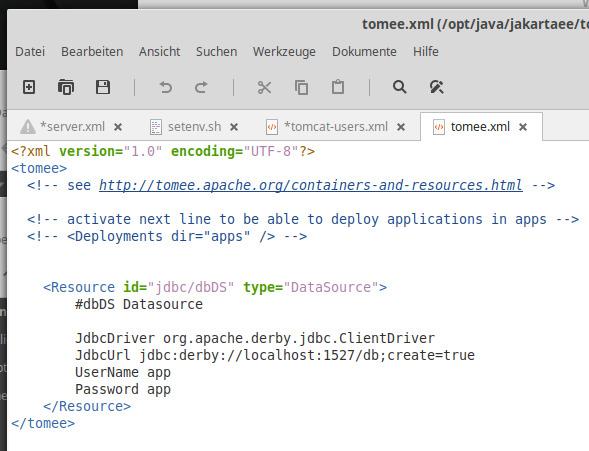 tomee.xml (/opt/java/jakartaee/to
Datei Bearbeiten Ansicht Suchen Werkzeuge Dokumente Hilfe
*server.xml setenv.sh *tomcat-users.xml tomee.xml
<?xml version="1.0" encoding="UTF-8"?>
<tomee>
<!-- see http://tomee.apache.org/containers-and-resources.html -->
<!-- activate next line to be able to deploy applications in apps -->
<!-- <Deployments dir="apps" /> -->
<Resource id="jdbc/dbDS" type="DataSource">
#dbDS Datasource
JdbcDriver org.apache.derby.jdbc.ClientDriver
JdbcUrl jdbc:derby://localhost:1527/db;create=true
UserName app
Password app
</Resource>
</tomee>